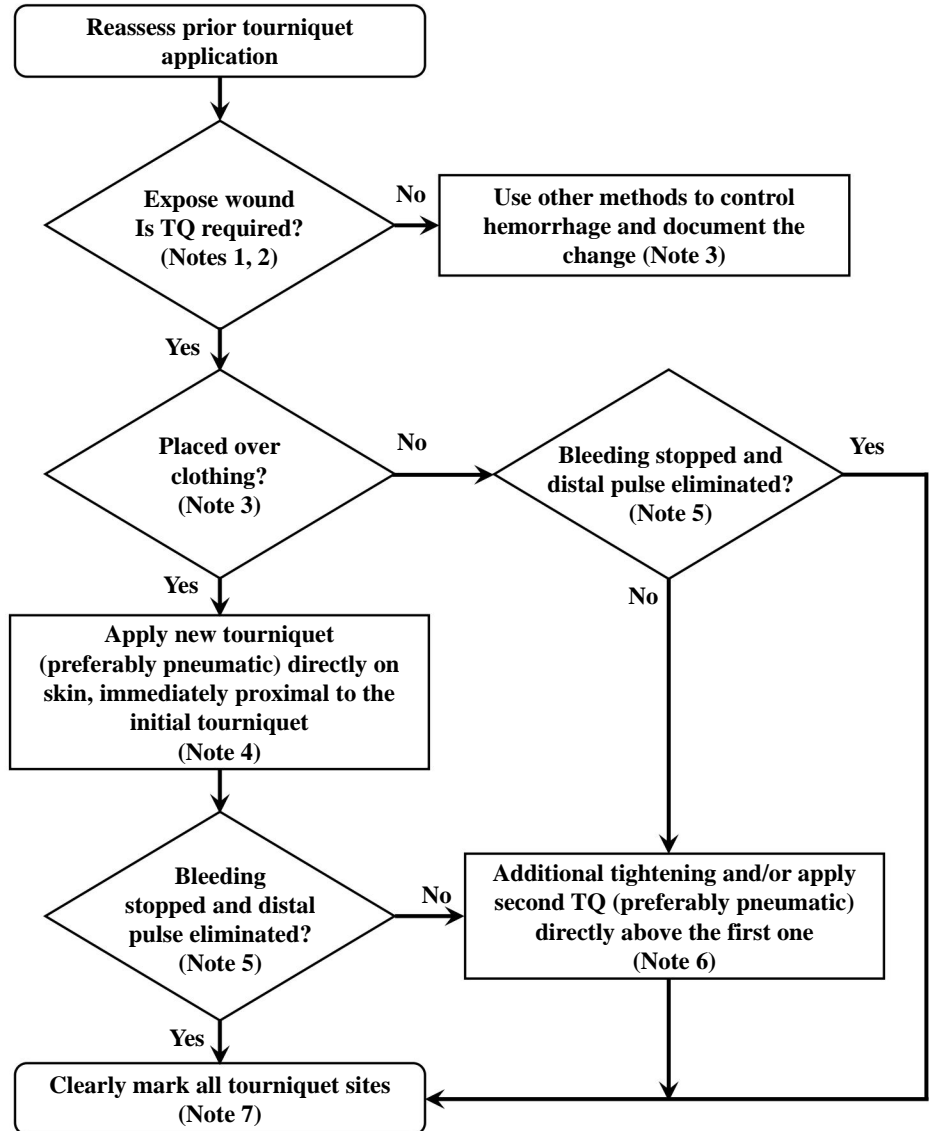 Reassess prior tourniquet
application
Expose wound
Is TQ required?
(Notes 1, 2)
No
Use other methods to control
hemorrhage and document the
change (Note 3)
Yes
Placed over
clothing?
(Note 3)
No
Bleeding stopped and
distal pulse eliminated?
(Note 5)
Yes
Yes
No
Apply new tourniquet
(preferably pneumatic) directly on
skin, immediately proximal to the
initial tourniquet
(Note 4)
Bleeding
stopped and distal
pulse eliminated?
(Note 5)
No
Additional tightening and/or apply
second TQ (preferably pneumatic)
directly above the first one
(Note 6)
Yes
Clearly mark all tourniquet sites
(Note 7)